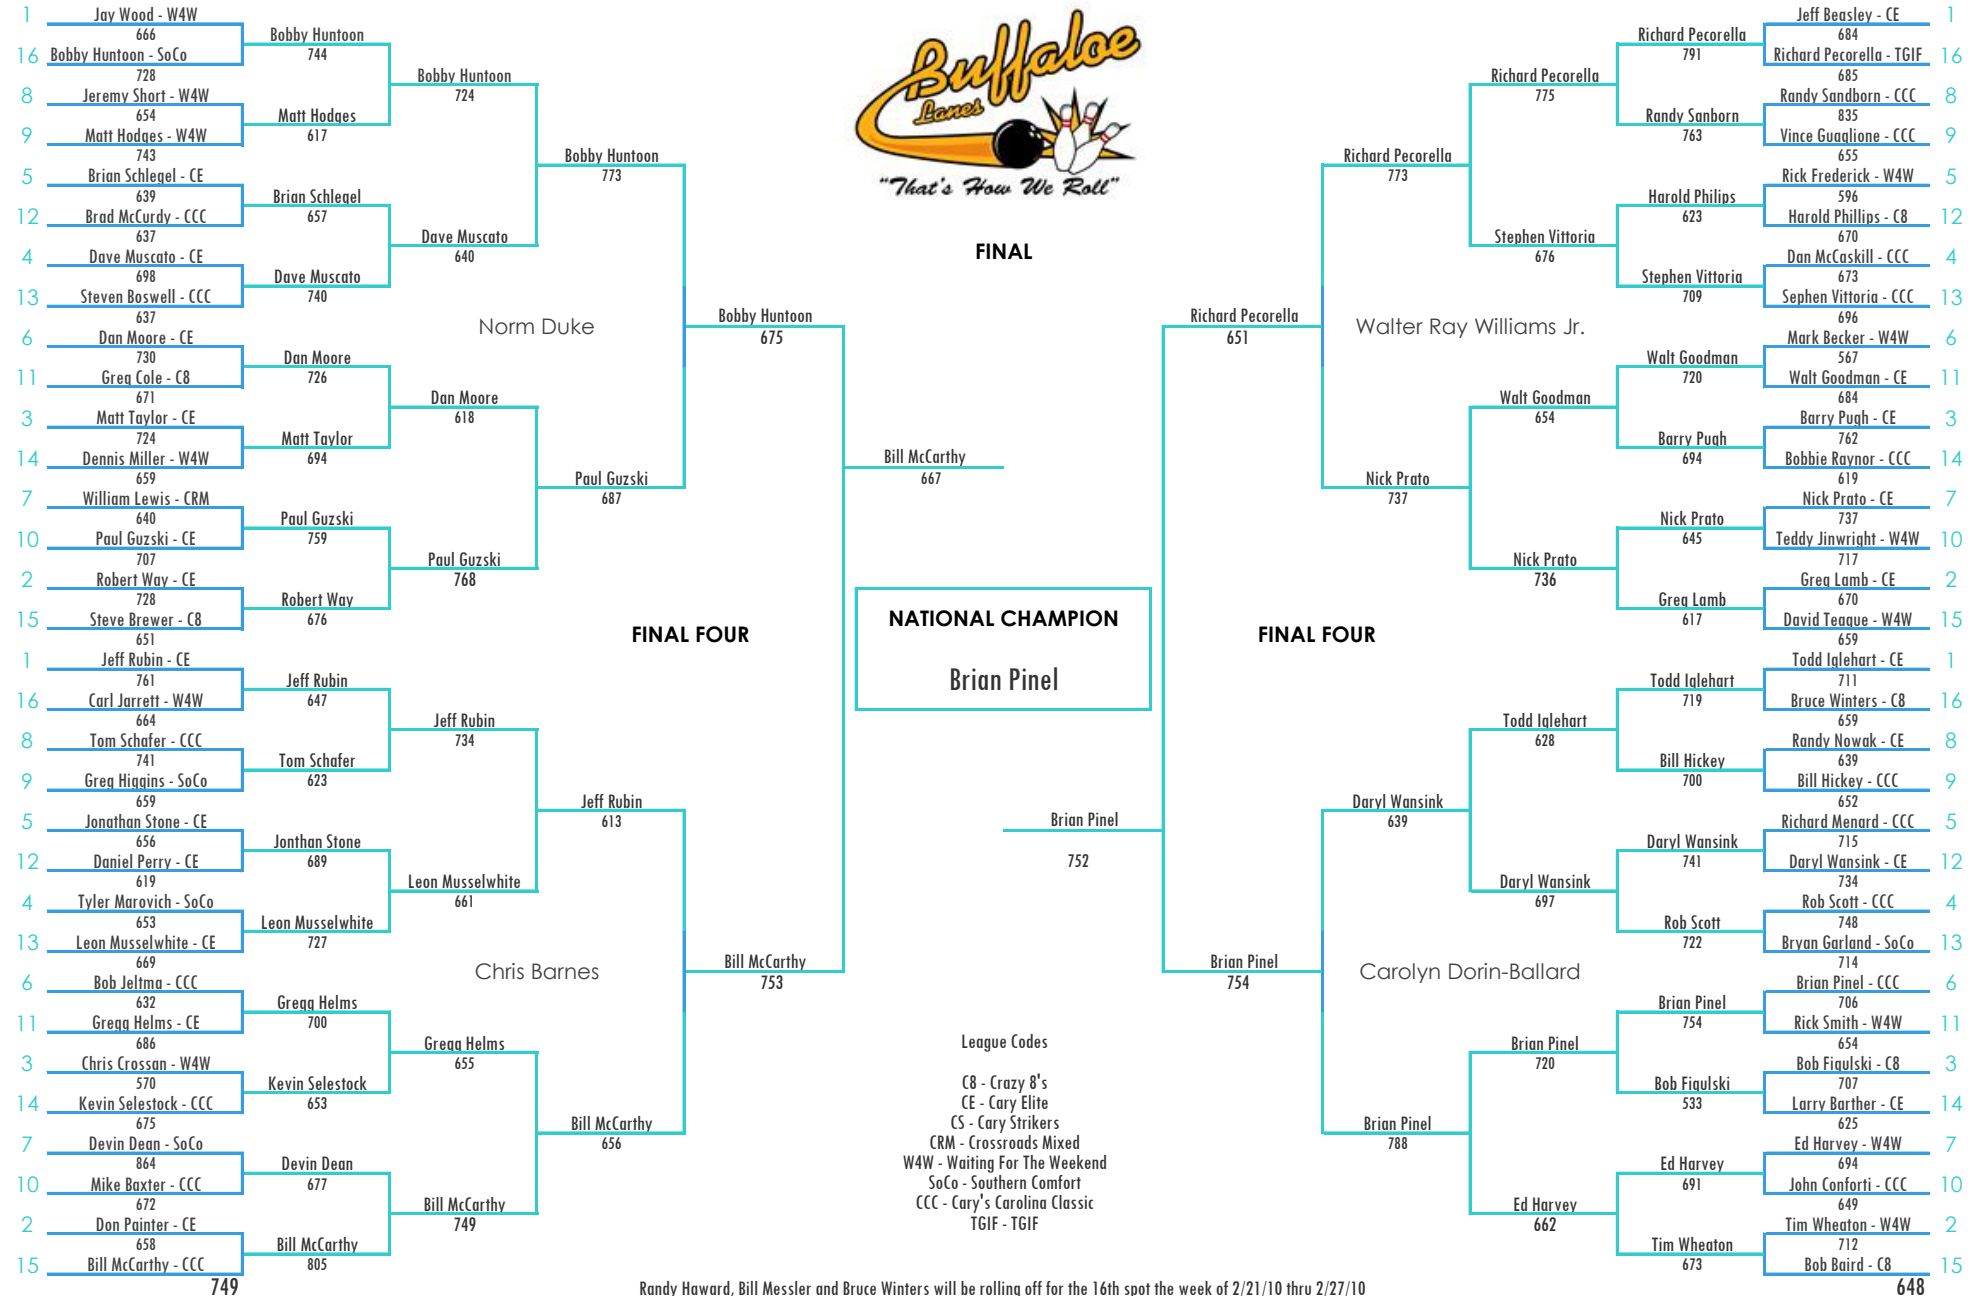 1 Jay Wood - W4W
666
16 Bobby Huntoon - SoCo
728
8 Jeremy Short - W4W
654
9 Matt Hodges - W4W
743
5 Brian Schlegel - CE
639
12 Brad McCurdy - CCC
637
4 Dave Muscato - CE
698
13 Steven Boswell - CCC
637
6 Dan Moore - CE
730
11 Greg Cole - C8
671
3 Matt Taylor - CE
724
14 Dennis Miller - W4W
659
7 William Lewis - CRM
640
10 Paul Guzski - CE
707
2 Robert Way - CE
728
15 Steve Brewer - C8
651
1 Jeff Rubin - CE
761
16 Carl Jarrett - W4W
664
8 Tom Schafer - CCC
741
9 Greg Higgins - SoCo
659
5 Jonathan Stone - CE
656
12 Daniel Perry - CE
619
4 Tyler Marovich - SoCo
653
13 Leon Musselwhite - CE
669
6 Bob Jeltma - CCC
632
11 Gregg Helms - CE
686
3 Chris Crossan - W4W
570
14 Kevin Selestock - CCC
675
7 Devin Dean - SoCo
864
10 Mike Baxter - CCC
672
2 Don Painter - CE
658
15 Bill McCarthy - CCC
749
Bobby Huntoon
744
Matt Hodges
617
Brian Schlegel
657
Dave Muscato
740
Dan Moore
726
Matt Taylor
694
Paul Guzski
759
Robert Way
676
Jeff Rubin
647
Tom Schafer
623
Jonthan Stone
689
Leon Musselwhite
727
Gregg Helms
700
Kevin Selestock
653
Devin Dean
677
Bill McCarthy
805
Bobby Huntoon
724
Dave Muscato
640
Dan Moore
618
Paul Guzski
768
Jeff Rubin
734
Leon Musselwhite
661
Gregg Helms
655
Bill McCarthy
749
Bobby Huntoon
773
Norm Duke
Paul Guzski
687
Jeff Rubin
613
Chris Barnes
Bill McCarthy
656
Bobby Huntoon
675
FINAL FOUR
Bill McCarthy
753
Buffaloe
Lanes
"That's How We Roll"
FINAL
Bill McCarthy
667
NATIONAL CHAMPION
Brian Pinel
Brian Pinel
752
League Codes
C8 - Crazy 8's
CE - Cary Elite
CS - Cary Strikers
CRM - Crossroads Mixed
W4W - Waiting For The Weekend
SoCo - Southern Comfort
CCC - Cary's Carolina Classic
TGIF - TGIF
Richard Pecorella
651
FINAL FOUR
Brian Pinel
754
Richard Pecorella
773
Walter Ray Williams Jr.
Nick Prato
737
Daryl Wansink
639
Carolyn Dorin-Ballard
Brian Pinel
788
Richard Pecorella
775
Stephen Vittoria
676
Walt Goodman
654
Nick Prato
736
Todd Iglehart
628
Daryl Wansink
697
Brian Pinel
720
Ed Harvey
662
Richard Pecorella
791
Randy Sanborn
763
Harold Philips
623
Stephen Vittoria
709
Walt Goodman
720
Barry Pugh
694
Nick Prato
645
Greg Lamb
617
Todd Iglehart
719
Bill Hickey
700
Daryl Wansink
741
Rob Scott
722
Brian Pinel
754
Bob Figulski
533
Ed Harvey
691
Tim Wheaton
673
Jeff Beasley - CE 1
684
Richard Pecorella - TGIF 16
685
Randy Sandborn - CCC 8
835
Vince Guaglione - CCC 9
655
Rick Frederick - W4W 5
596
Harold Phillips - C8 12
670
Dan McCaskill - CCC 4
673
Sephen Vittoria - CCC 13
696
Mark Becker - W4W 6
567
Walt Goodman - CE 11
684
Barry Pugh - CE 3
762
Bobbie Raynor - CCC 14
619
Nick Prato - CE 7
737
Teddy Jinwright - W4W 10
717
Greg Lamb - CE 2
670
David Teague - W4W 15
659
Todd Iglehart - CE 1
711
Bruce Winters - C8 16
659
Randy Nowak - CE 8
639
Bill Hickey - CCC 9
652
Richard Menard - CCC 5
715
Daryl Wansink - CE 12
734
Rob Scott - CCC 4
748
Bryan Garland - SoCo 13
714
Brian Pinel - CCC 6
706
Rick Smith - W4W 11
654
Bob Figulski - C8 3
707
Larry Barther - CE 14
625
Ed Harvey - W4W 7
694
John Conforti - CCC 10
649
Tim Wheaton - W4W 2
712
Bob Baird - C8 15
648
Randy Haward, Bill Messler and Bruce Winters will be rolling off for the 16th spot the week of 2/21/10 thru 2/27/10